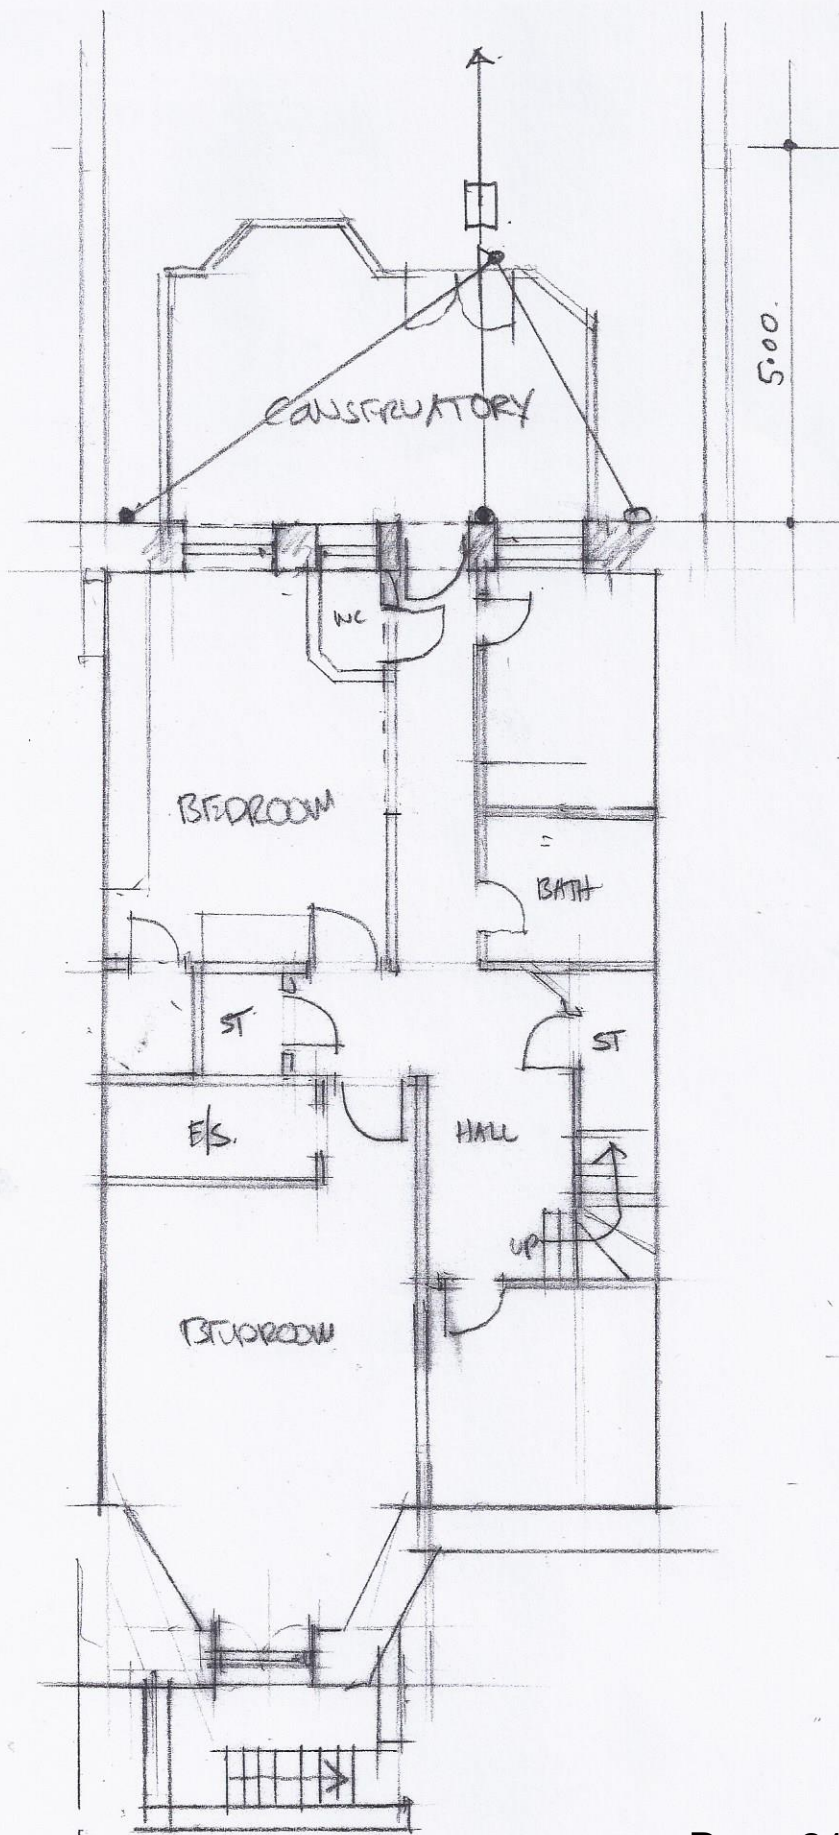 5.00.
CONSERVATORY
WC
BEDROOM
BATH
ST
ST
E/S.
HALL
UP
BEDROOM